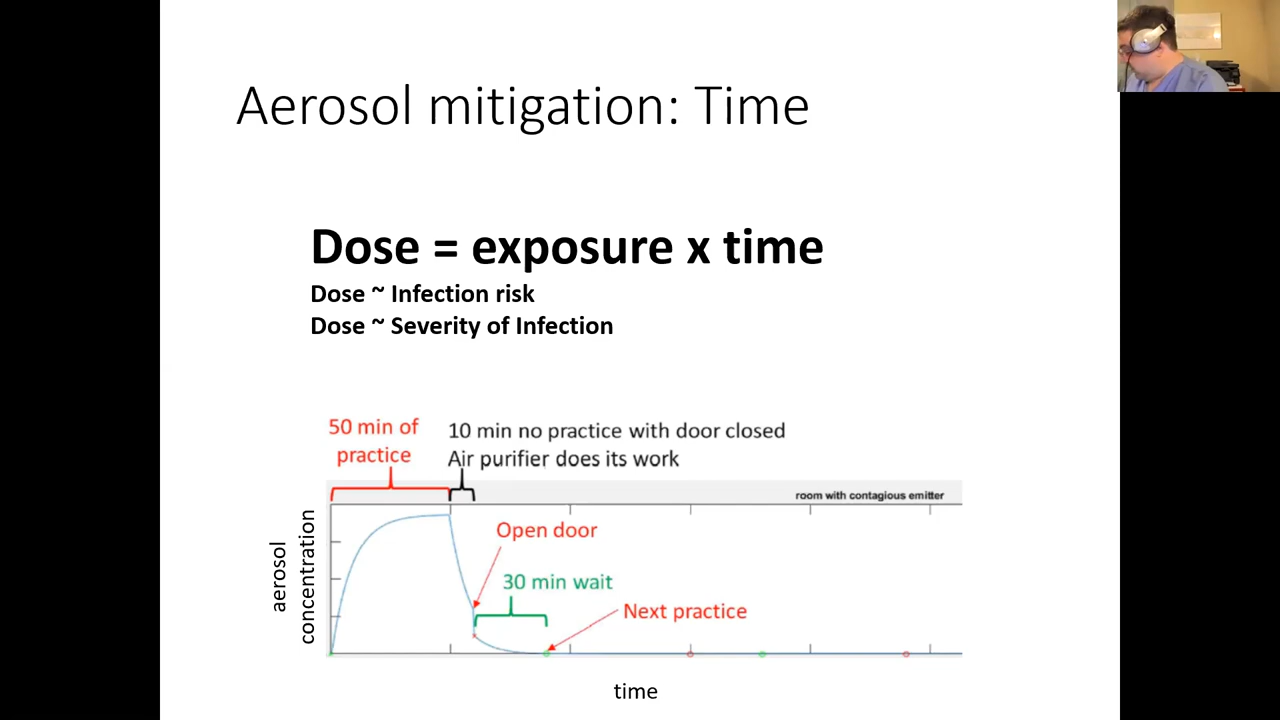 Aerosol mitigation: Time
Dose = exposure x time
Dose ~ Infection risk
Dose ~ Severity of Infection
50 min of
practice
10 min no practice with door closed
Air purifier does its work
room with contagious emitter
Open door
30 min wait
Next practice
aerosol
concentration
time